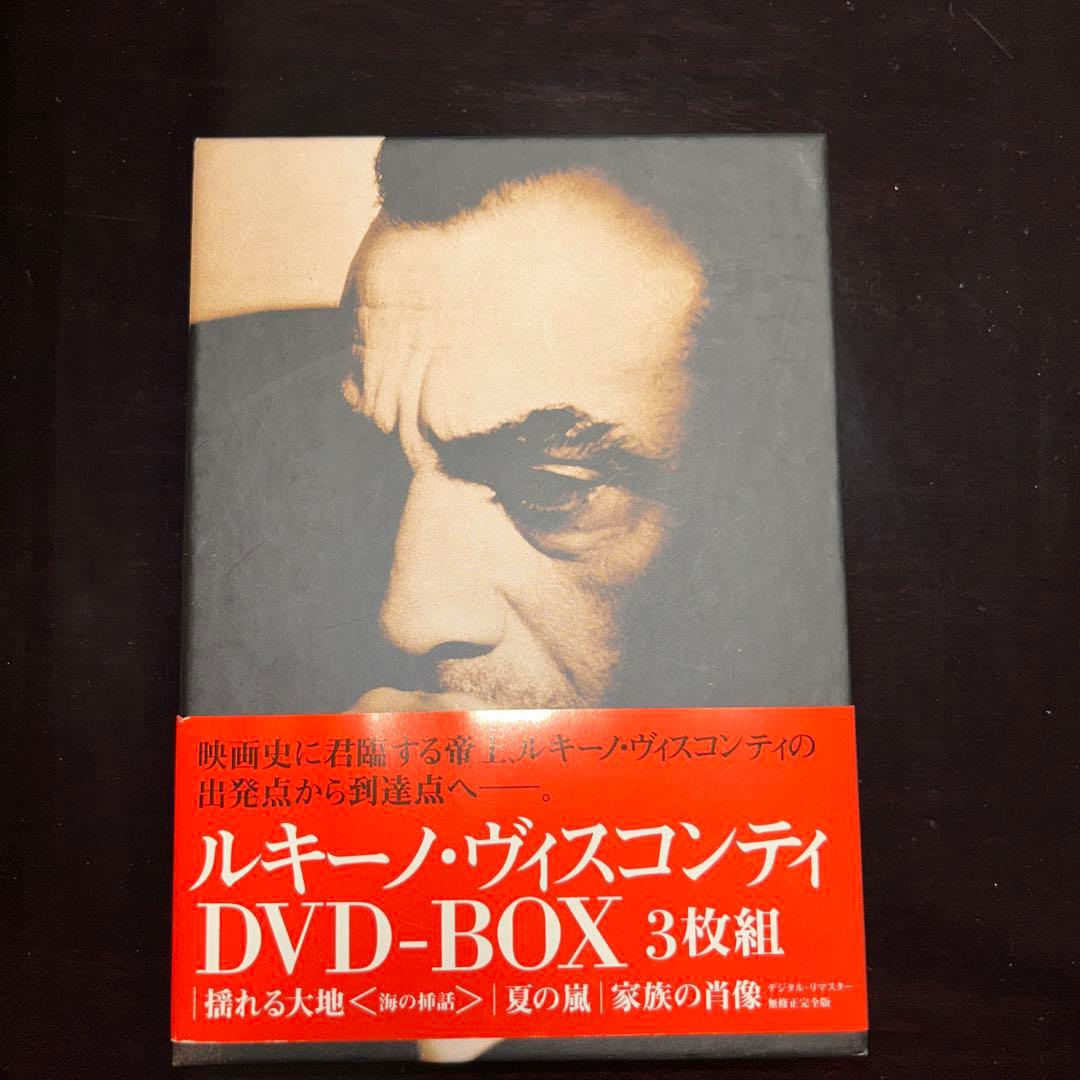 映画史に君臨する帝王、ルキーノ・ヴィスコンティの
出発点から到達点へ――。
ルキーノ・ヴィスコンティ
DVD-BOX 3枚組
|揺れる大地<海の挿話>|夏の嵐|家族の肖像 デジタル・リマスター
無修正完全版